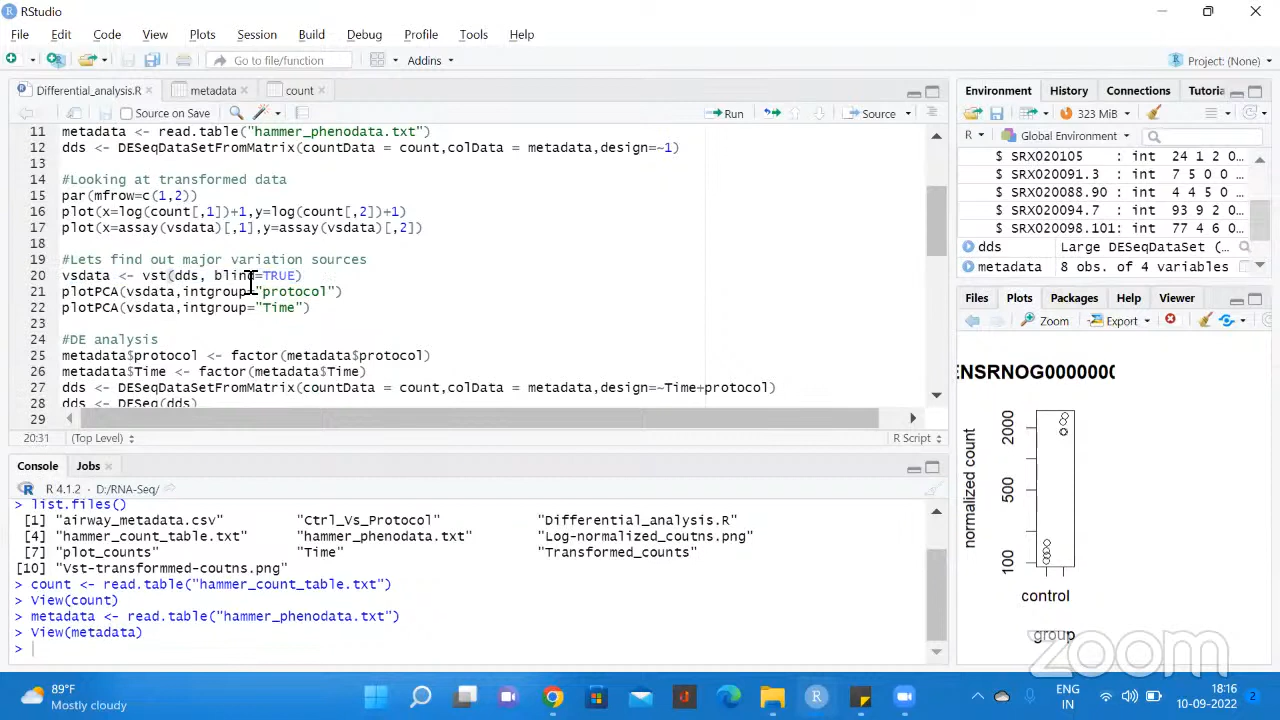 RStudio
File Edit Code View Plots Session Build Debug Profile Tools Help
Go to file/function
Addins
Project: (None)
Differential_analysis.R
metadata
count
Source on Save
Run
Source
11 metadata <- read.table("hammer_phenodata.txt")
12 dds <- DESeqDataSetFromMatrix(countData = count,colData = metadata,design=~1)
13
14 #Looking at transformed data
15 par(mfrow=c(1,2))
16 plot(x=log(count[,1])+1,y=log(count[,2])+1)
17 plot(x=assay(vsdata)[,1],y=assay(vsdata)[,2])
18
19 #Lets find out major variation sources
20 vsdata <- vst(dds, blind=TRUE)
21 plotPCA(vsdata,intgroup="protocol")
22 plotPCA(vsdata,intgroup="Time")
23
24 #DE analysis
25 metadata$protocol <- factor(metadata$protocol)
26 metadata$Time <- factor(metadata$Time)
27 dds <- DESeqDataSetFromMatrix(countData = count,colData = metadata,design=~Time+protocol)
28 dds <- DESeq(dds)
29
20:31 (Top Level) R Script
Console Jobs
R 4.1.2 · D:/RNA-Seq/
> list.files()
[1] "airway_metadata.csv" "Ctrl_Vs_Protocol" "Differential_analysis.R"
[4] "hammer_count_table.txt" "hammer_phenodata.txt" "Log-normalized_coutns.png"
[7] "plot_counts" "Time" "Transformed_counts"
[10] "Vst-transformmed-coutns.png"
> count <- read.table("hammer_count_table.txt")
> View(count)
> metadata <- read.table("hammer_phenodata.txt")
> View(metadata)
>
Environment History Connections Tutoria
323 MiB
R Global Environment
$ SRX020105 : int 24 1 2 0…
$ SRX020091.3 : int 7 5 0 0…
$ SRX020088.90 : int 4 4 5 0…
$ SRX020094.7 : int 93 9 2 0…
$ SRX020098.101: int 77 4 6 0…
dds Large DESeqDataSet (…
metadata 8 obs. of 4 variables
Files Plots Packages Help Viewer
Zoom Export
ENSRNOG0000000
normalized count
2000
500
100
control
group
zoom
89°F
Mostly cloudy
ENG
IN
18:16
10-09-2022
2